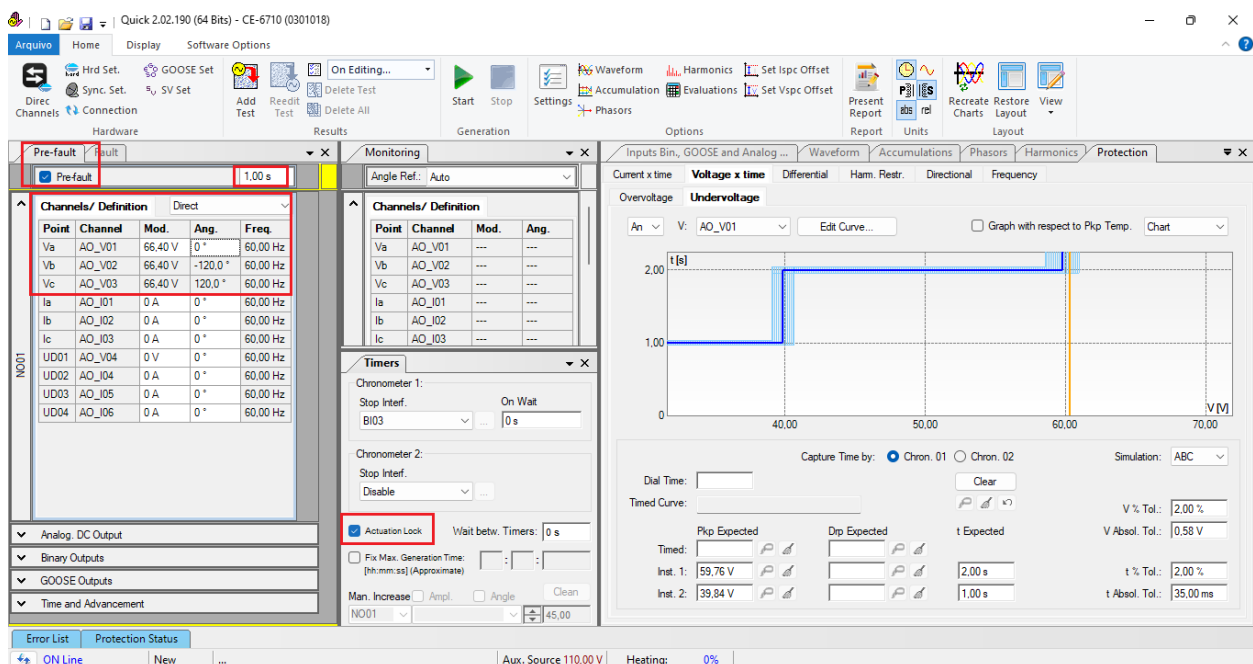 Quick 2.02.190 (64 Bits) - CE-6710 (0301018)
Arquivo Home Display Software Options
Direc Channels
Hrd Set.
Sync. Set.
Connection
GOOSE Set
SV Set
Hardware
Add Test
Reedit Test
On Editing...
Delete Test
Delete All
Results
Start Stop
Generation
Settings
Waveform
Accumulation
Phasors
Harmonics
Evaluations
Set Ispc Offset
Set Vspc Offset
Options
Present Report
Report
abs rel
Units
Recreate Charts
Restore Layout
View
Layout
Pre-fault Fault
Pre-fault 1,00 s
Channels/ Definition Direct
Point Channel Mod. Ang. Freq.
Va AO_V01 66,40 V 0 ° 60,00 Hz
Vb AO_V02 66,40 V -120,0 ° 60,00 Hz
Vc AO_V03 66,40 V 120,0 ° 60,00 Hz
Ia AO_I01 0 A 0 ° 60,00 Hz
Ib AO_I02 0 A 0 ° 60,00 Hz
Ic AO_I03 0 A 0 ° 60,00 Hz
UD01 AO_V04 0 V 0 ° 60,00 Hz
UD02 AO_I04 0 A 0 ° 60,00 Hz
UD03 AO_I05 0 A 0 ° 60,00 Hz
UD04 AO_I06 0 A 0 ° 60,00 Hz
NO01
Analog. DC Output
Binary Outputs
GOOSE Outputs
Time and Advancement
Monitoring
Angle Ref.: Auto
Channels/ Definition
Point Channel Mod. Ang.
Va AO_V01 --- ---
Vb AO_V02 --- ---
Vc AO_V03 --- ---
Ia AO_I01 --- ---
Ib AO_I02 --- ---
Ic AO_I03 --- ---
Timers
Chronometer 1:
Stop Interf. On Wait
BI03 ... 0 s
Chronometer 2:
Stop Interf.
Disable ...
Actuation Lock Wait betw. Timers: 0 s
Fix Max. Generation Time: : :
[hh:mm:ss] (Approximate)
Man. Increase Ampl. Angle Clean
NO01 45,00
Inputs Bin., GOOSE and Analog ... Waveform Accumulations Phasors Harmonics Protection
Current x time Voltage x time Differential Harm. Restr. Directional Frequency
Overvoltage Undervoltage
An V: AO_V01 Edit Curve... Graph with respect to Pkp Temp. Chart
t [s]
2,00
1,00
0
V [V]
40,00 50,00 60,00 70,00
Capture Time by: Chron. 01 Chron. 02 Simulation: ABC
Dial Time: Clear
Timed Curve: V % Tol.: 2,00 %
Pkp Expected Drp Expected t Expected V Absol. Tol.: 0,58 V
Timed:
Inst. 1: 59,76 V 2,00 s t % Tol.: 2,00 %
Inst. 2: 39,84 V 1,00 s t Absol. Tol.: 35,00 ms
Error List Protection Status
ON Line New ... Aux. Source 110.00 V Heating: 0%